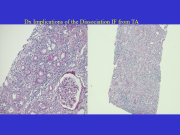 Dx Implications of the Dissociation IF from TA